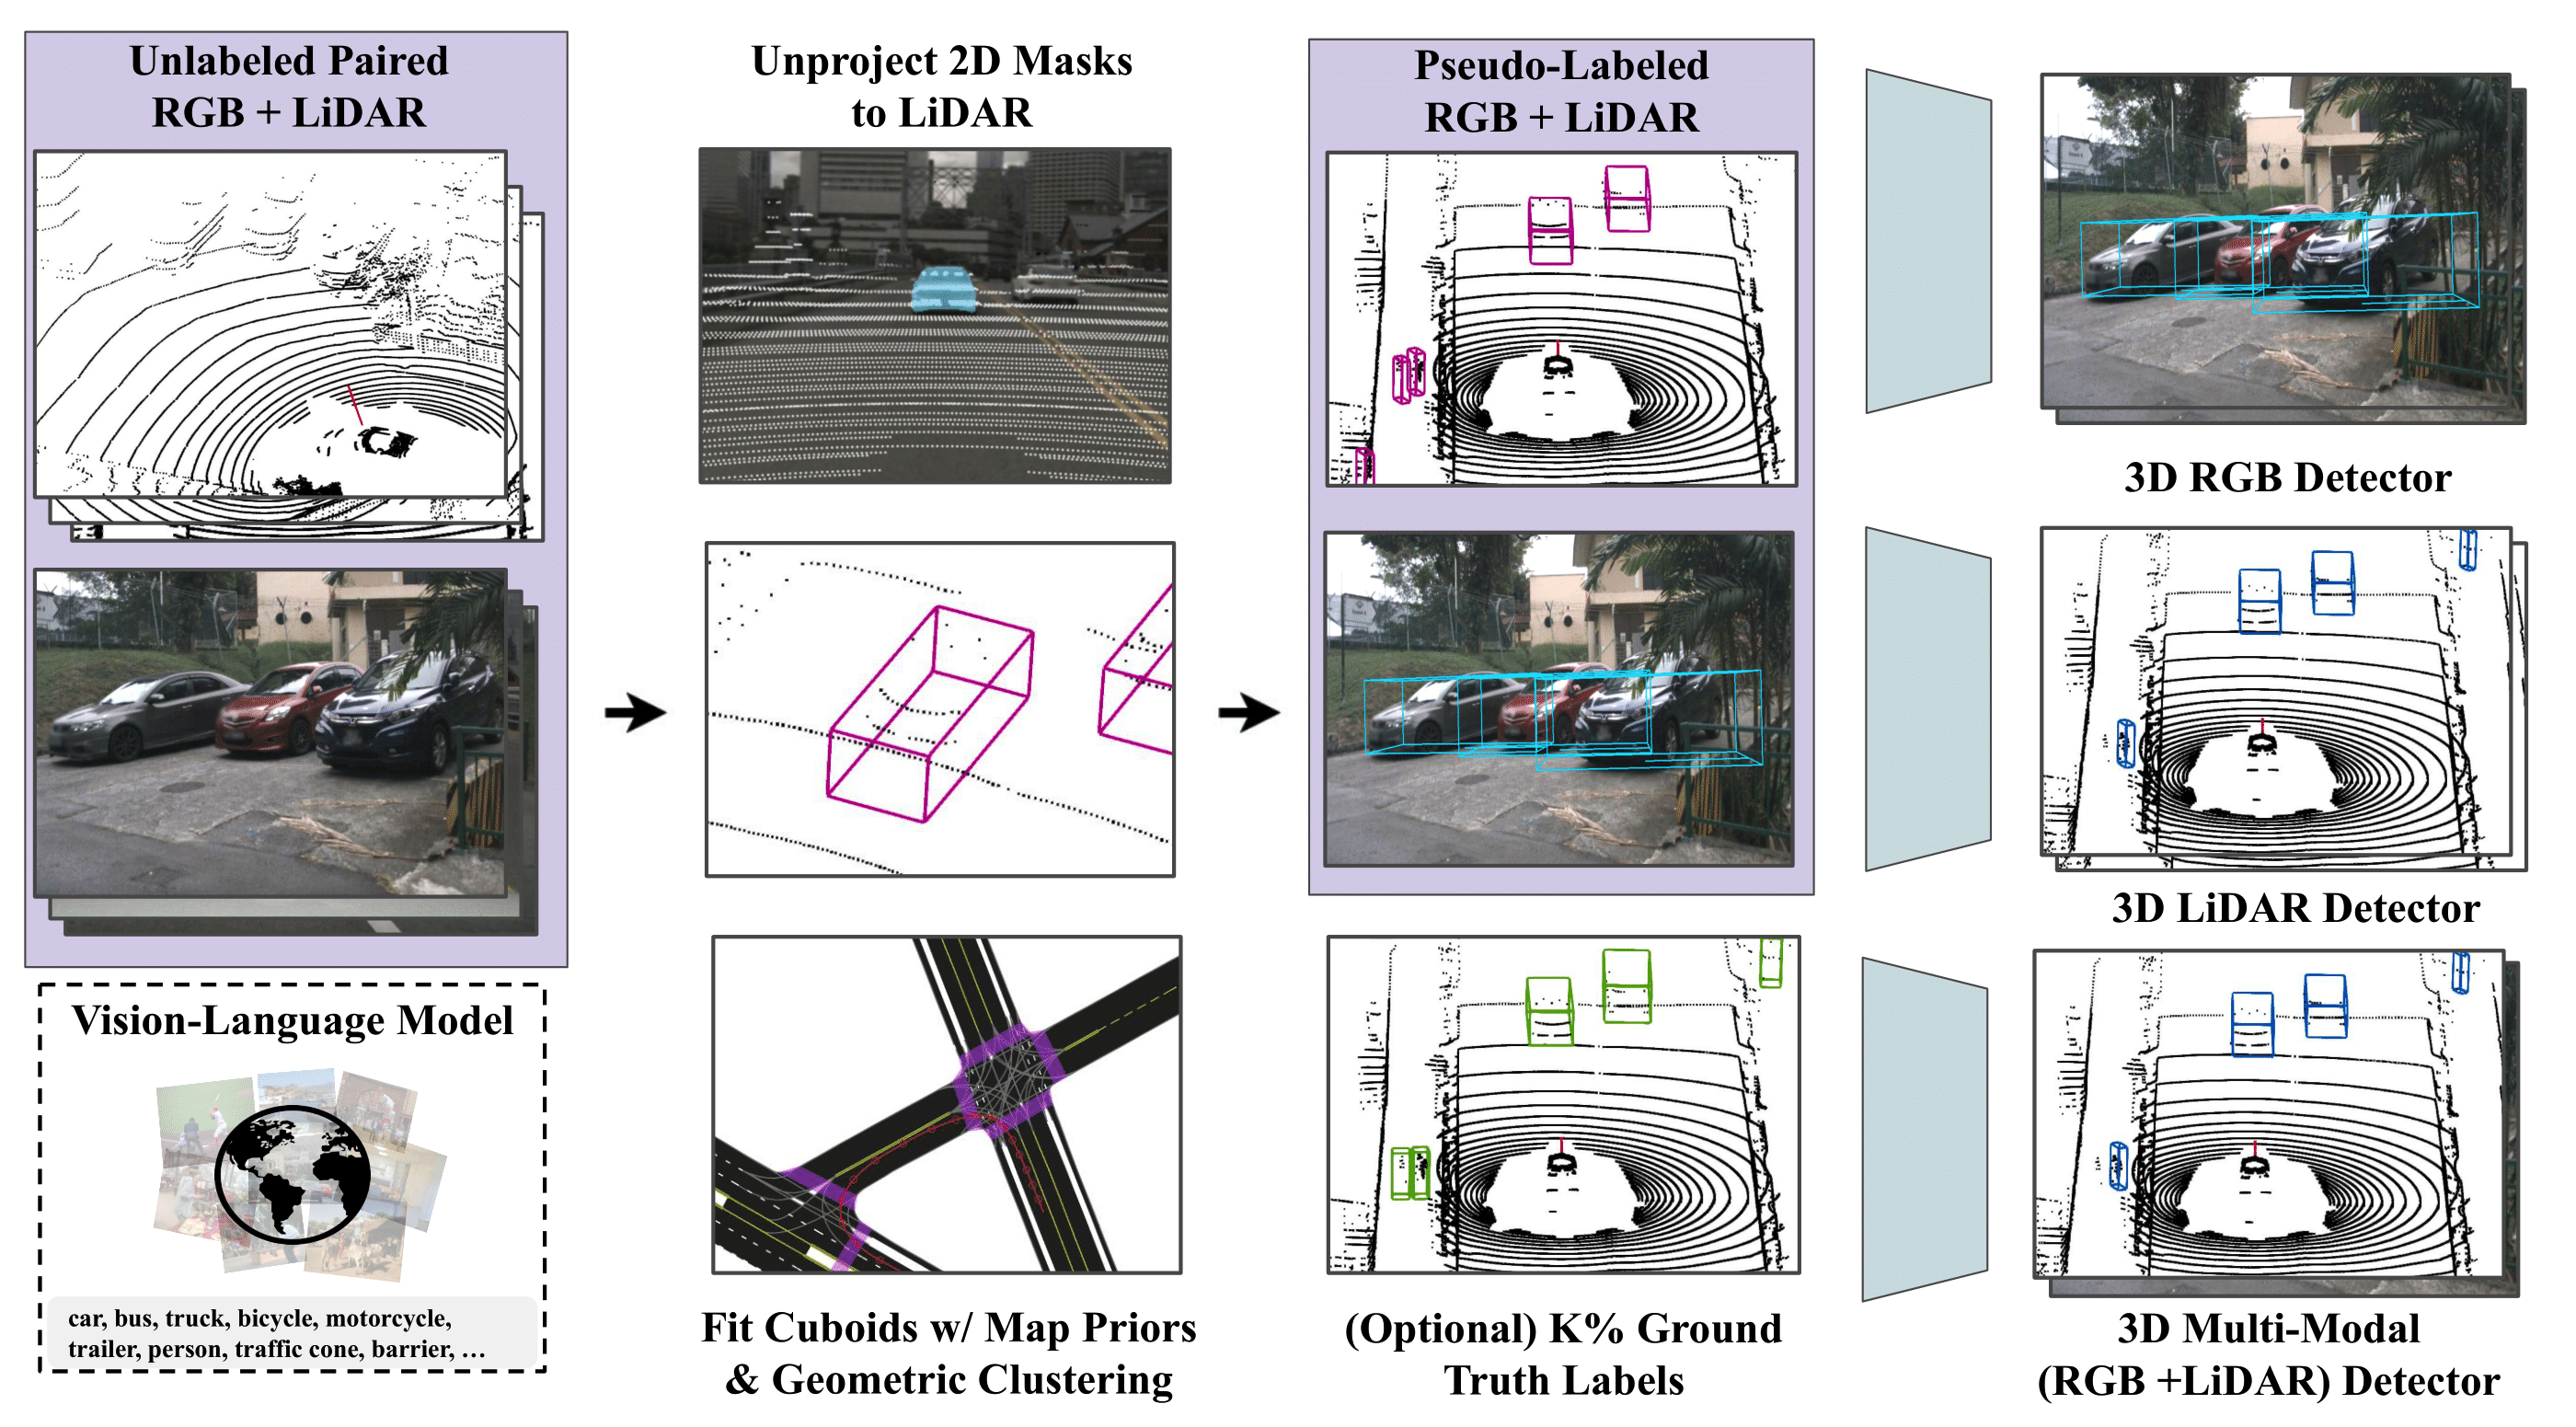 Unlabeled Paired
RGB + LiDAR
Vision-Language Model
car, bus, truck, bicycle, motorcycle,
trailer, person, traffic cone, barrier, …
Unproject 2D Masks
to LiDAR
Fit Cuboids w/ Map Priors
& Geometric Clustering
Pseudo-Labeled
RGB + LiDAR
(Optional) K% Ground
Truth Labels
3D RGB Detector
3D LiDAR Detector
3D Multi-Modal
(RGB +LiDAR) Detector